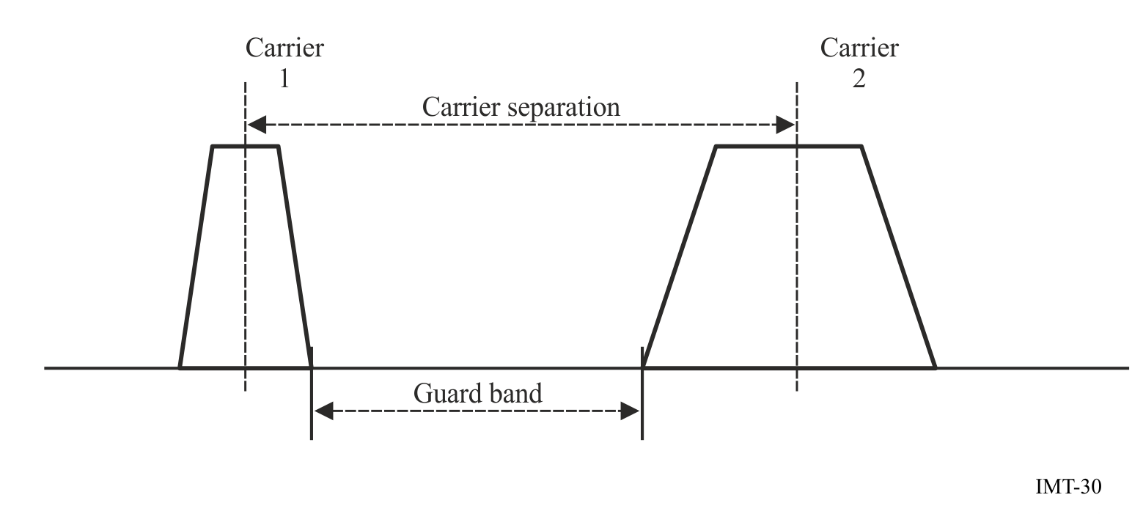 Carrier
1
Carrier
2
Carrier separation
Guard band
IMT-30